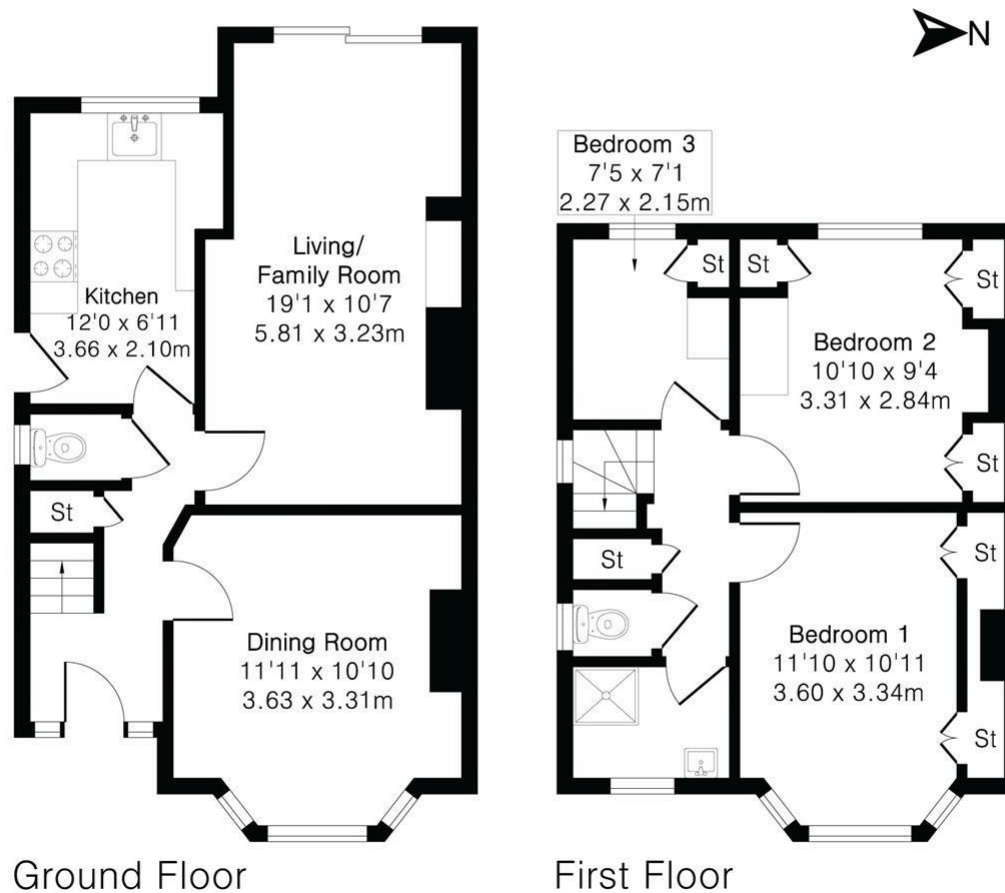 N
Kitchen
12'0 x 6'11
3.66 x 2.10m
Living/
Family Room
19'1 x 10'7
5.81 x 3.23m
St
Dining Room
11'11 x 10'10
3.63 x 3.31m
Ground Floor
Bedroom 3
7'5 x 7'1
2.27 x 2.15m
St
St
St
Bedroom 2
10'10 x 9'4
3.31 x 2.84m
St
St
St
Bedroom 1
11'10 x 10'11
3.60 x 3.34m
St
First Floor